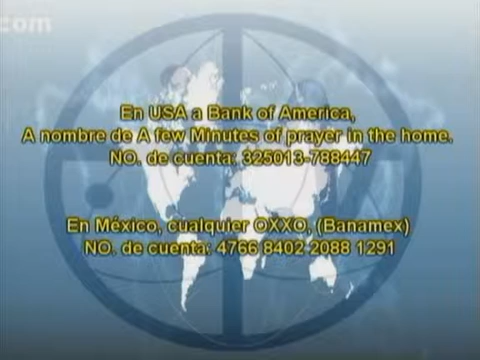 .com
En USA a Bank of America,
A nombre de A few Minutes of prayer in the home.
NO. de cuenta: 325013-788447
En México, cualquier OXXO, (Banamex)
NO. de cuenta: 4766 8402 2088 1291